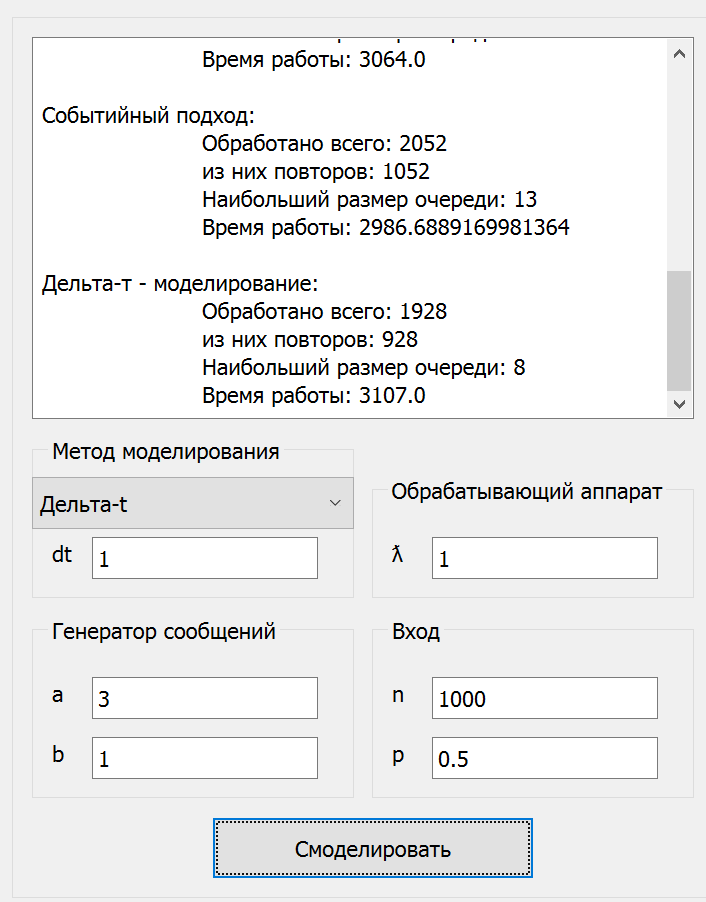 Время работы: 3064.0
Событийный подход:
Обработано всего: 2052
из них повторов: 1052
Наибольший размер очереди: 13
Время работы: 2986.6889169981364
Дельта-т - моделирование:
Обработано всего: 1928
из них повторов: 928
Наибольший размер очереди: 8
Время работы: 3107.0
Метод моделирования
Дельта-t
dt 1
Обрабатывающий аппарат
ƛ 1
Генератор сообщений
a 3
b 1
Вход
n 1000
p 0.5
Смоделировать